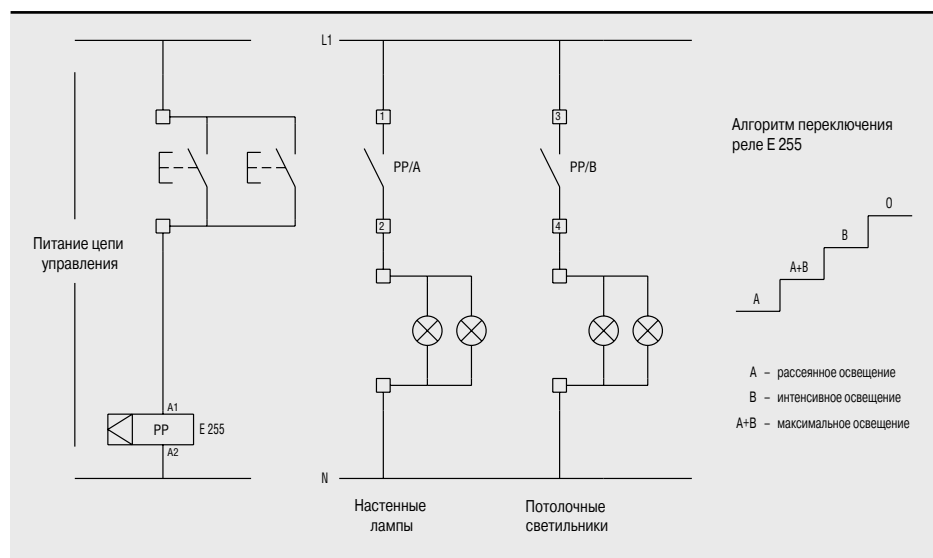 Питание цепи
управления
A1
PP
E 255
A2
L1
1
PP/A
2
3
PP/B
4
N
Настенные
лампы
Потолочные
светильники
Алгоритм переключения
реле E 255
A
A+B
B
0
A – рассеянное освещение
B – интенсивное освещение
A+B – максимальное освещение